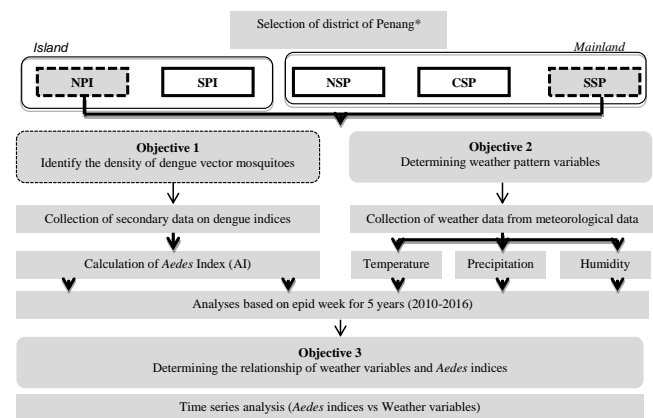 Selection of district of Penang*
Island
Mainland
NPI
SPI
NSP
CSP
SSP
Objective 1
Identify the density of dengue vector mosquitoes
Objective 2
Determining weather pattern variables
Collection of secondary data on dengue indices
Collection of weather data from meteorological data
Calculation of Aedes Index (AI)
Temperature
Precipitation
Humidity
Analyses based on epid week for 5 years (2010-2016)
Objective 3
Determining the relationship of weather variables and Aedes indices
Time series analysis (Aedes indices vs Weather variables)